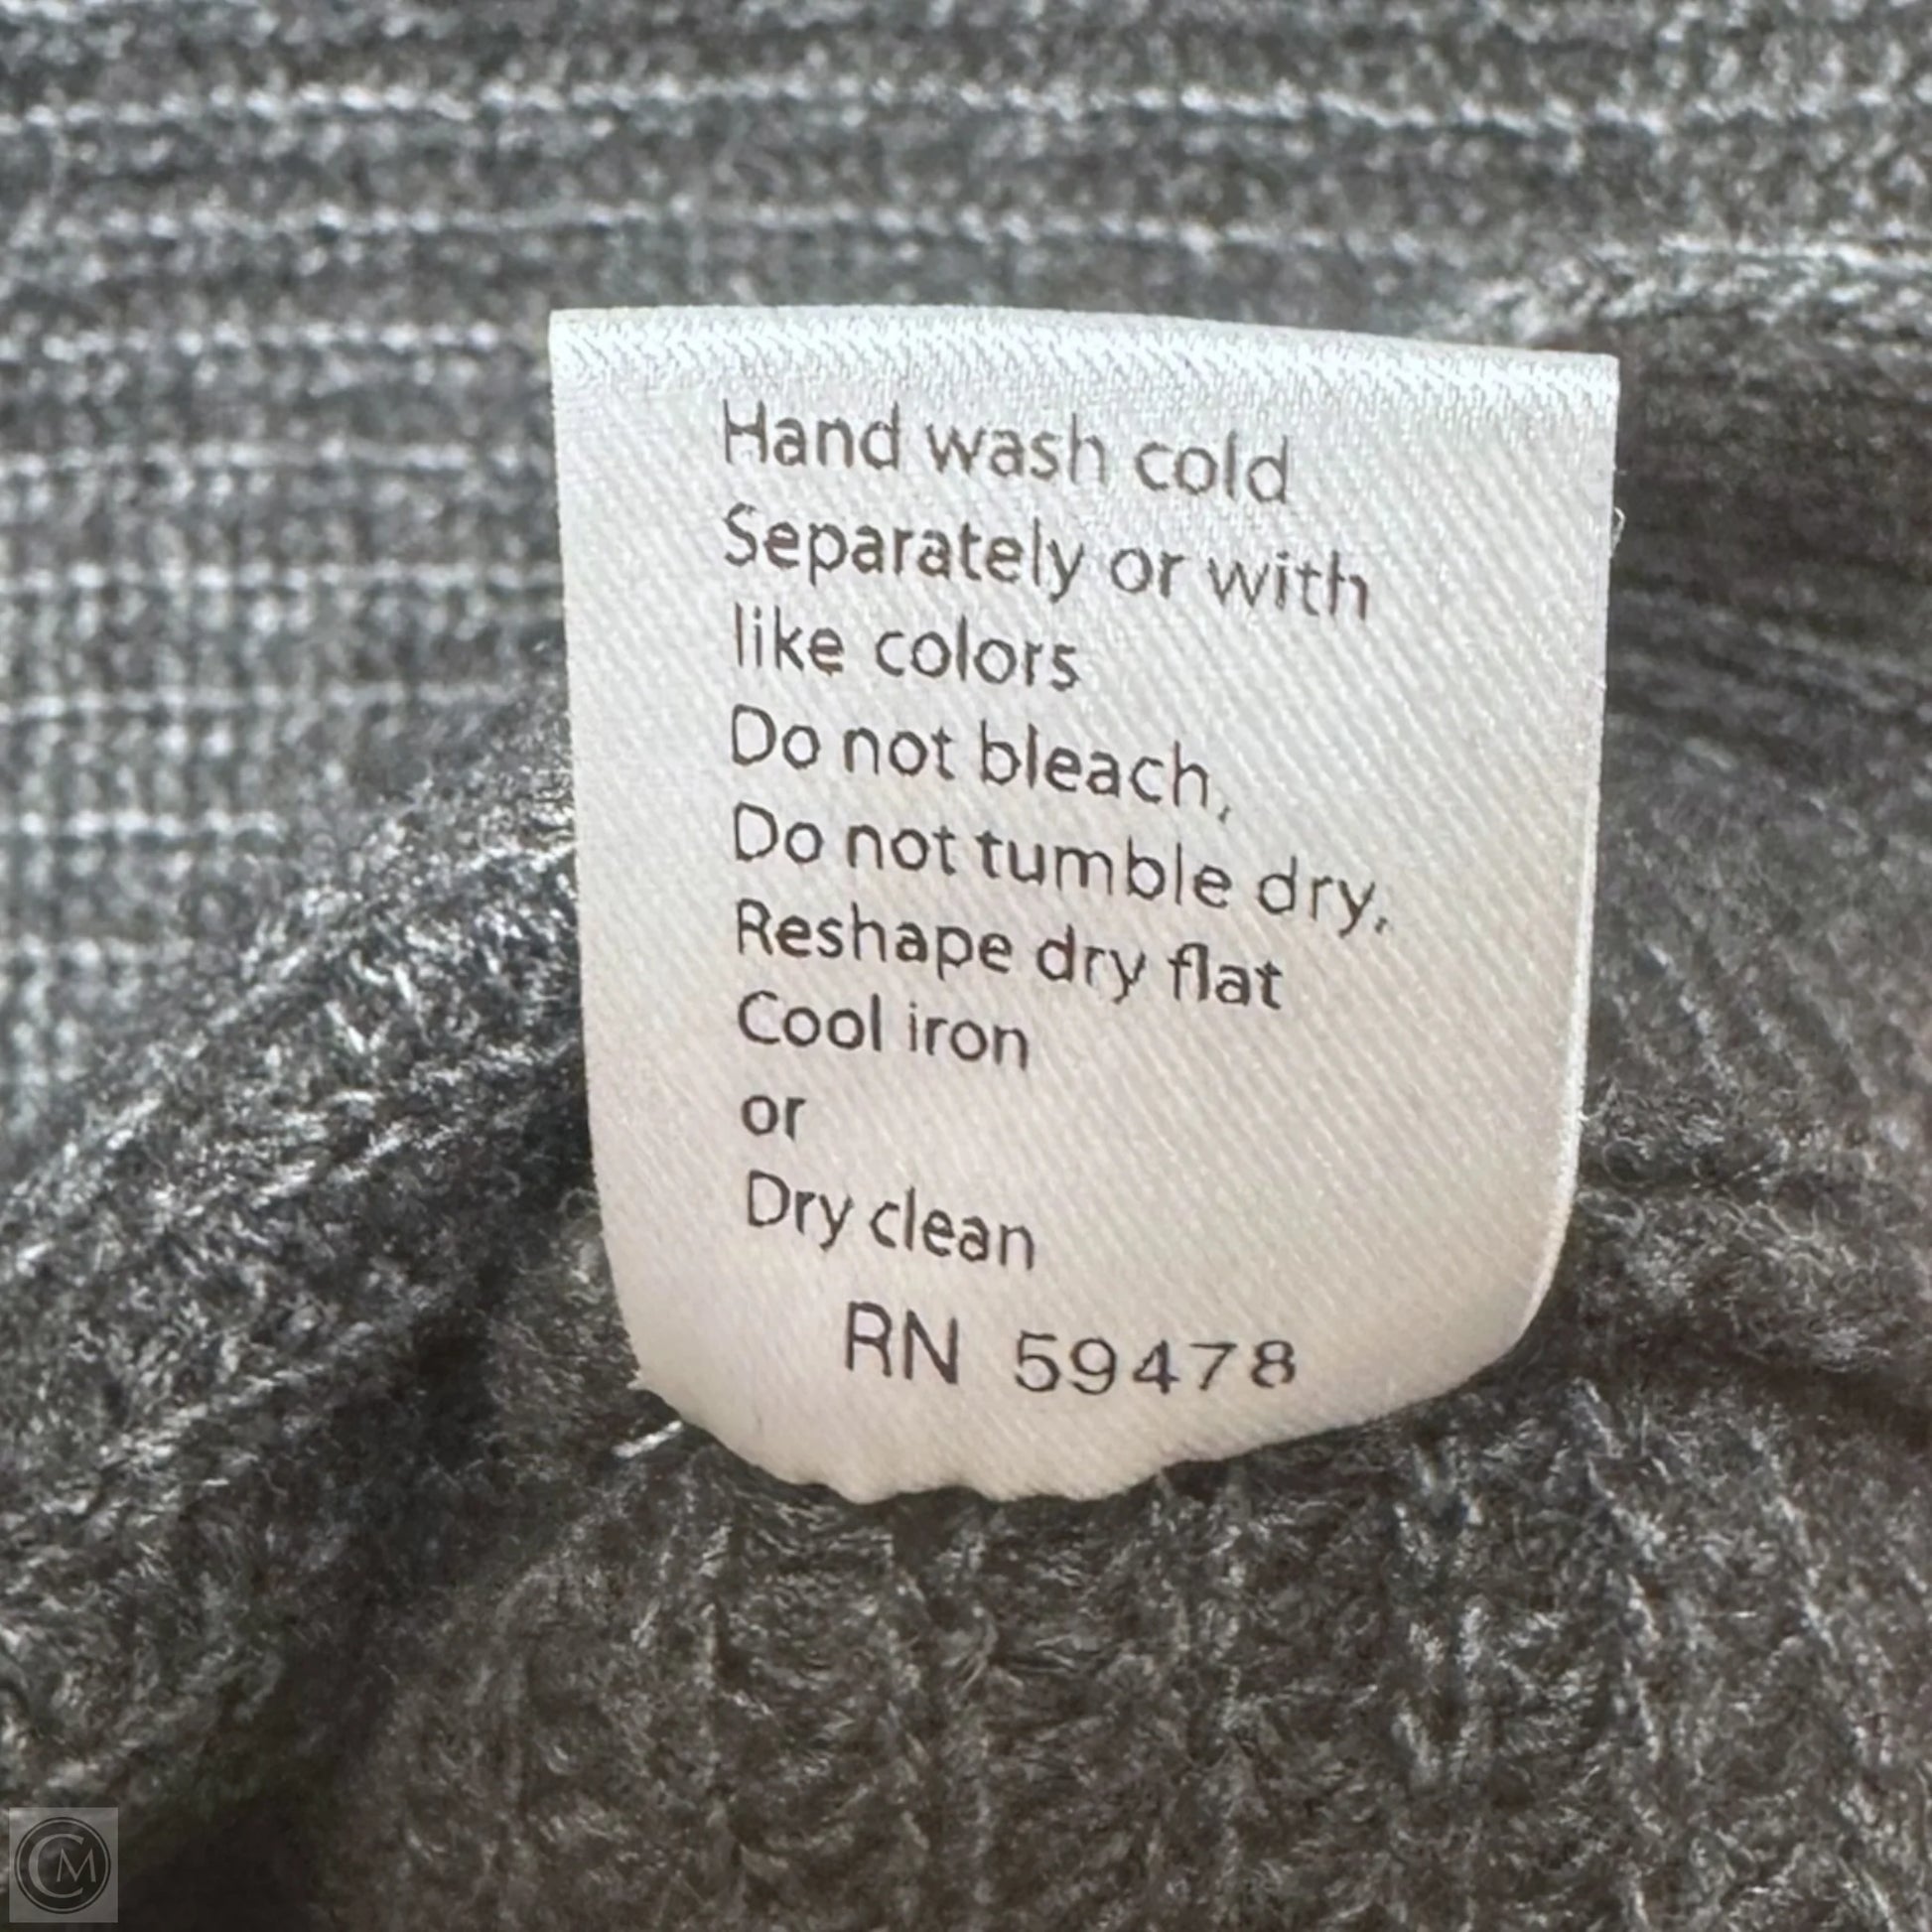 Hand wash cold
Separately or with
like colors
Do not bleach,
Do not tumble dry,
Reshape dry flat
Cool iron
or
Dry clean
RN 59478
CM